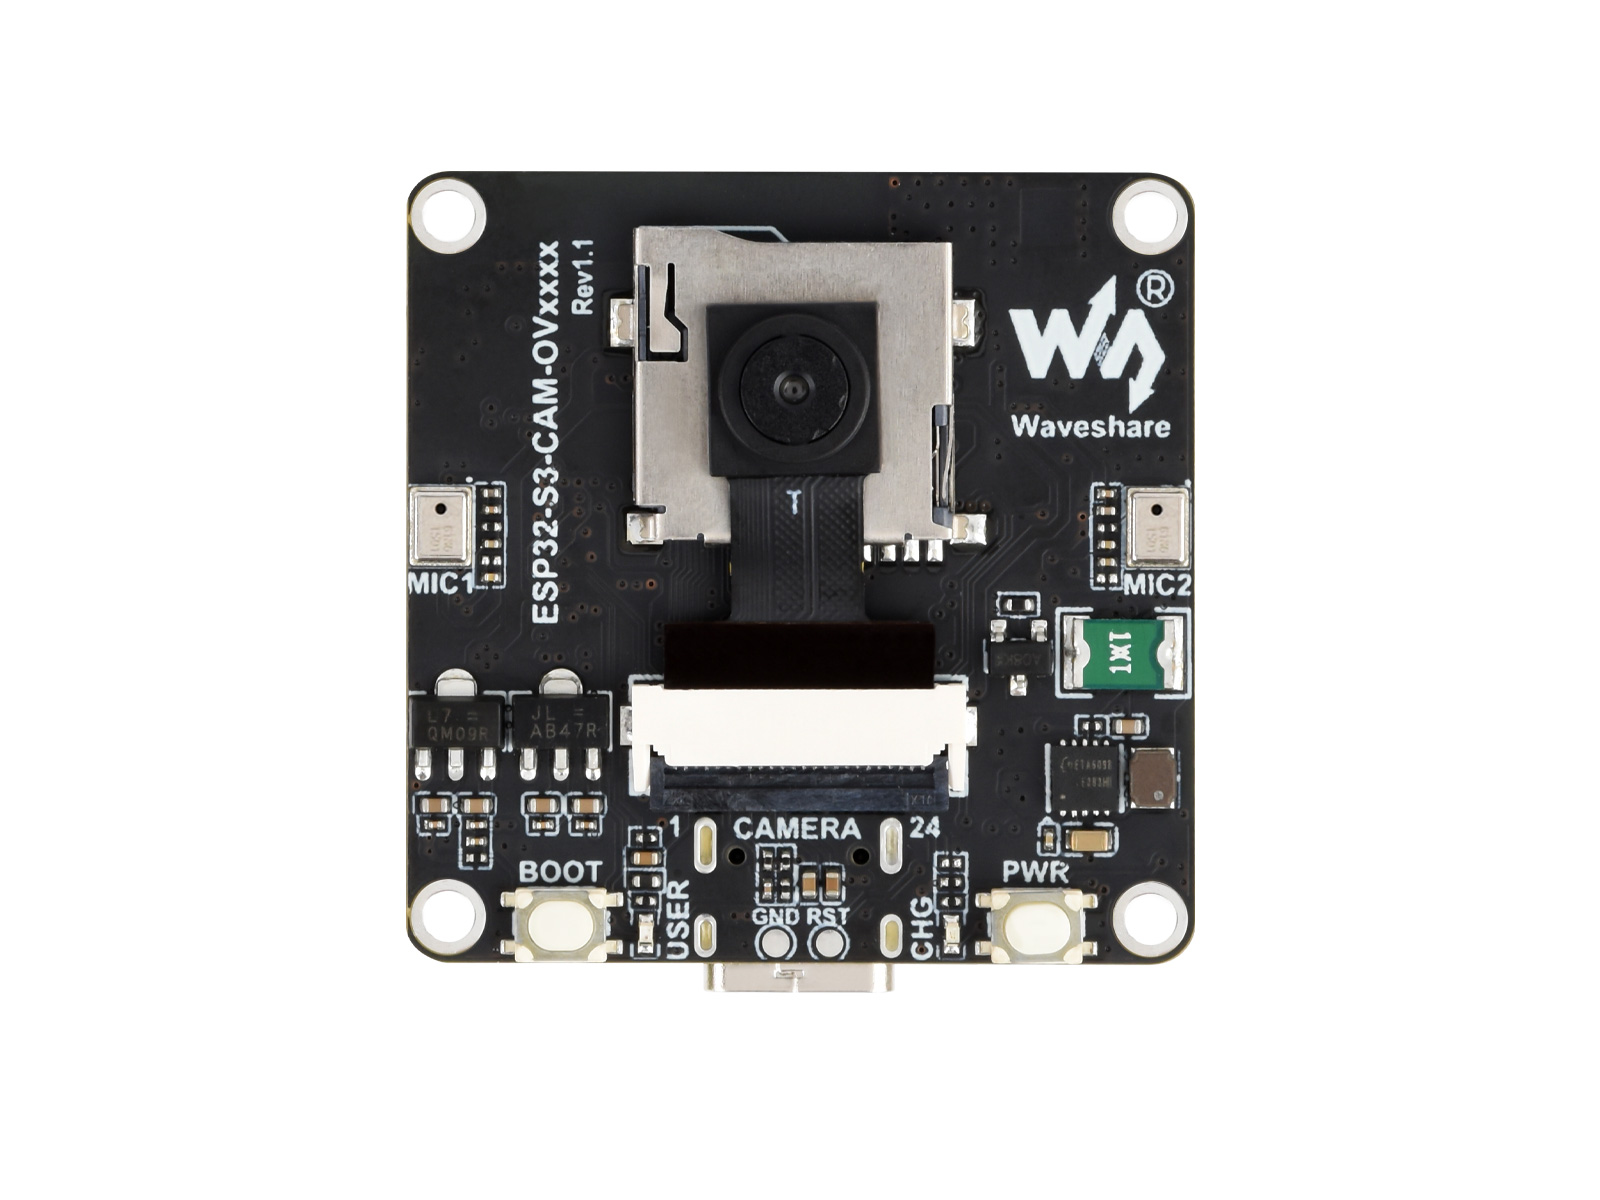 ESP32-S3-CAM-OVxxxx
Rev1.1
®
Waveshare
MIC1
MIC2
T
L7 =
QM09R
JL =
AB47R
1 CAMERA 24
BOOT
PWR
USER
GND RST
CHG